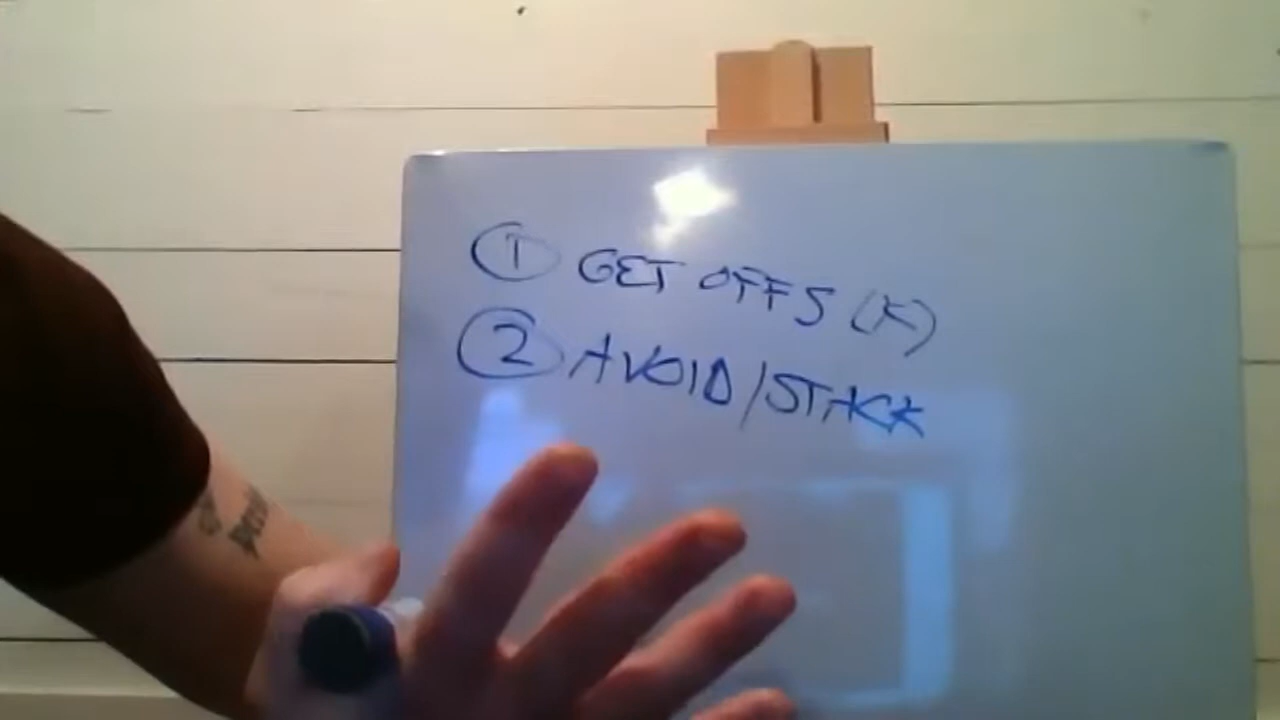 ① GET OFFS (K)
② AVOID/STACK